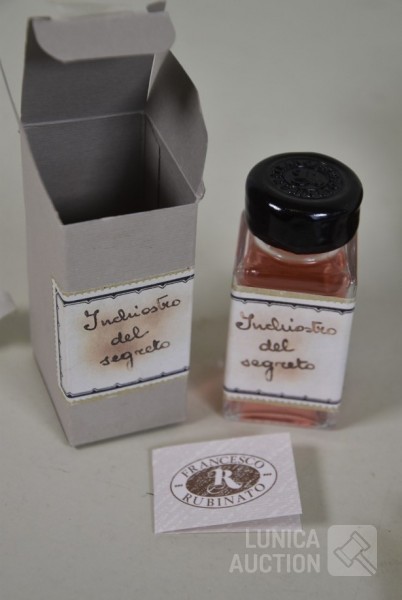 Inchiostro
del
segreto
Inchiostro
del
segreto
FRANCESCO
R
RUBINATO
LUNICA
AUCTION